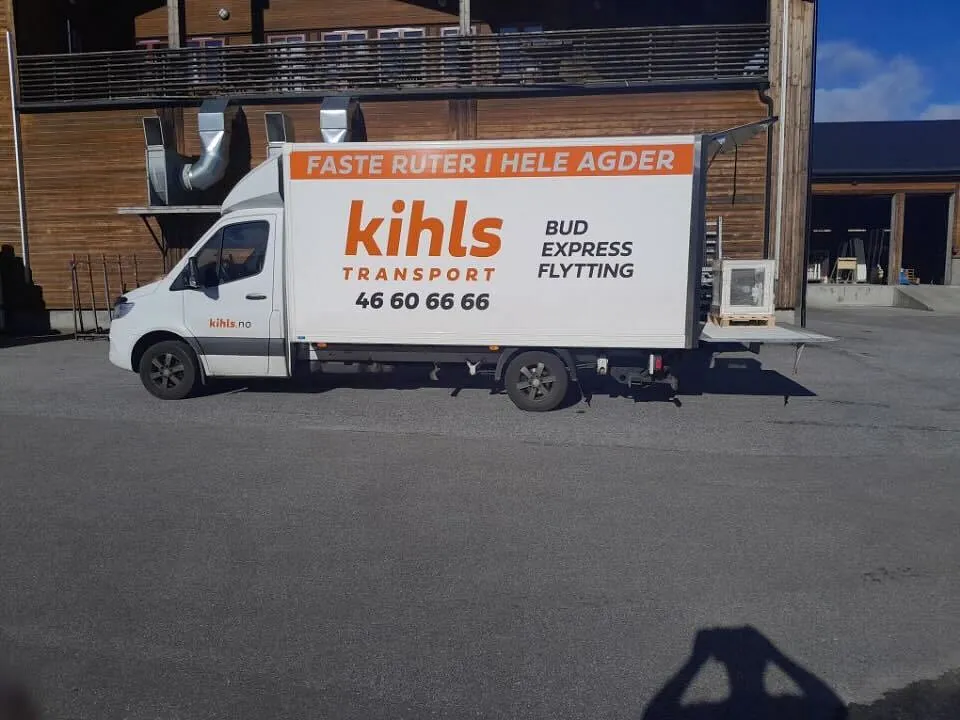 FASTE RUTER I HELE AGDER
kihls
TRANSPORT
46 60 66 66
BUD
EXPRESS
FLYTTING
kihls.no